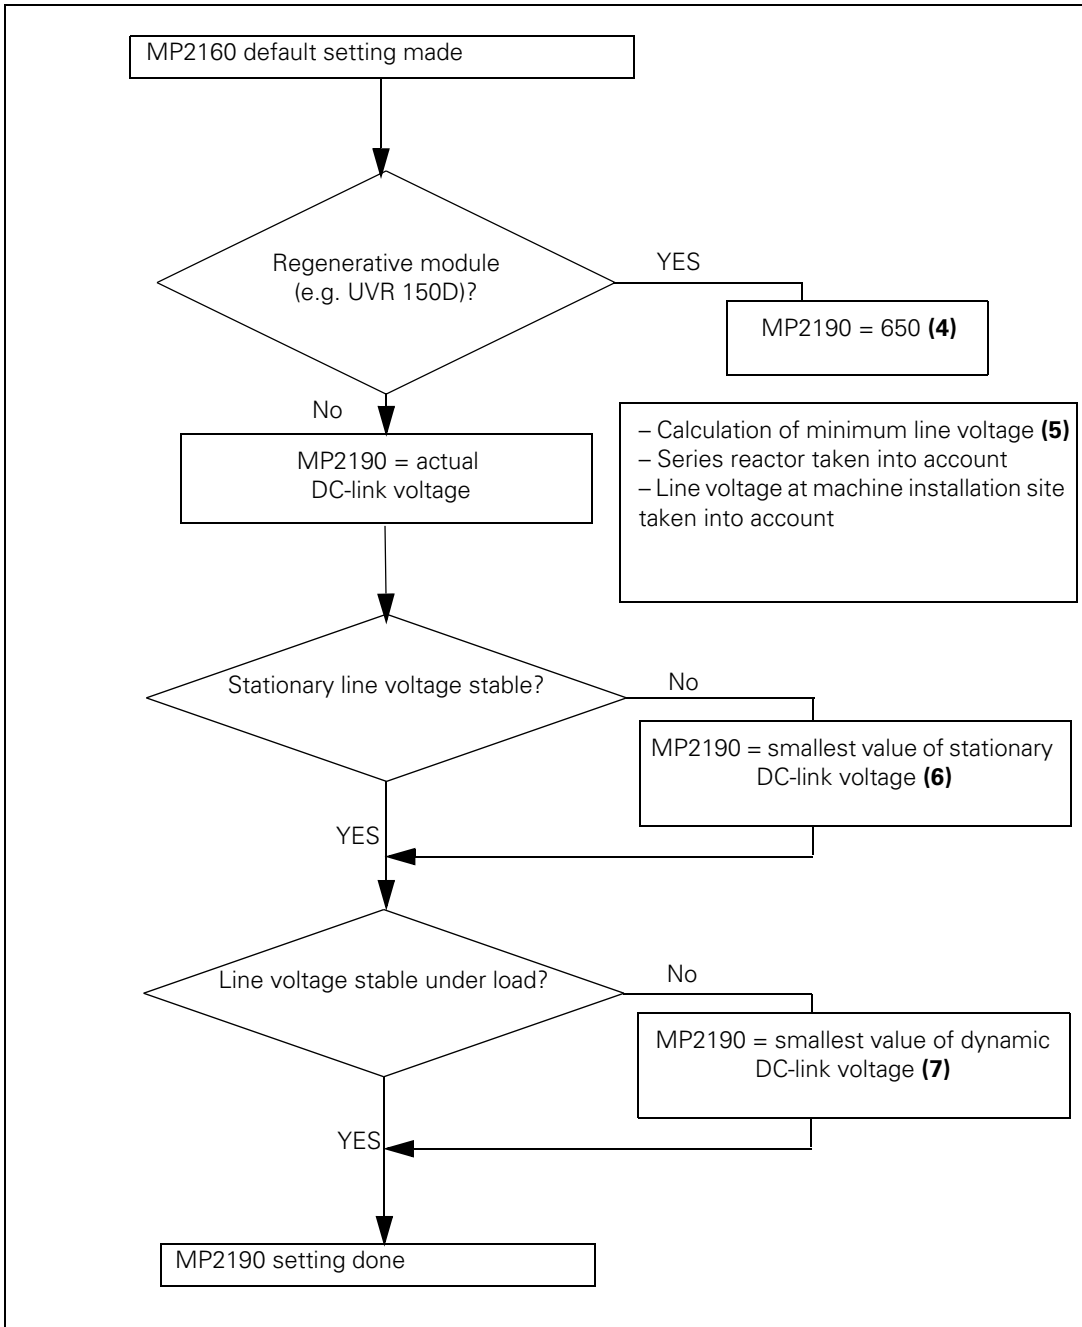 MP2160 default setting made
Regenerative module
(e.g. UVR 150D)?
YES
MP2190 = 650 (4)
No
MP2190 = actual
DC-link voltage
– Calculation of minimum line voltage (5)
– Series reactor taken into account
– Line voltage at machine installation site
taken into account
Stationary line voltage stable?
No
MP2190 = smallest value of stationary
DC-link voltage (6)
YES
Line voltage stable under load?
No
MP2190 = smallest value of dynamic
DC-link voltage (7)
YES
MP2190 setting done